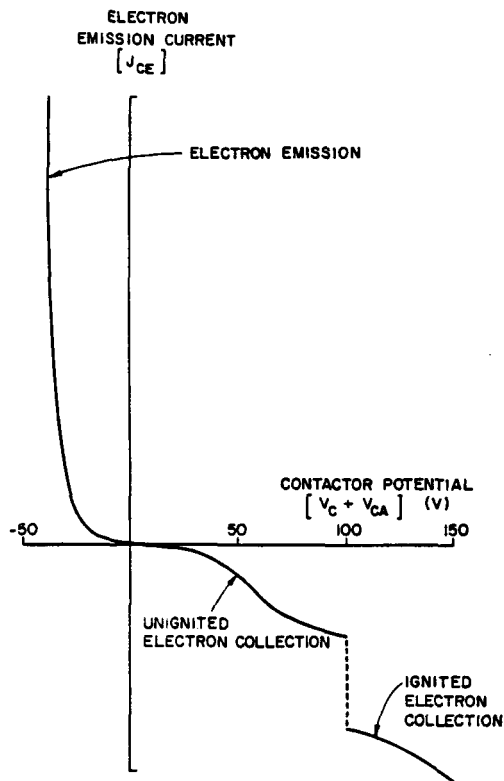 ELECTRON
EMISSION CURRENT
[J_CE]
ELECTRON EMISSION
CONTACTOR POTENTIAL
[V_C + V_CA] (V)
-50
50
100
150
UNIGNITED
ELECTRON COLLECTION
IGNITED
ELECTRON
COLLECTION